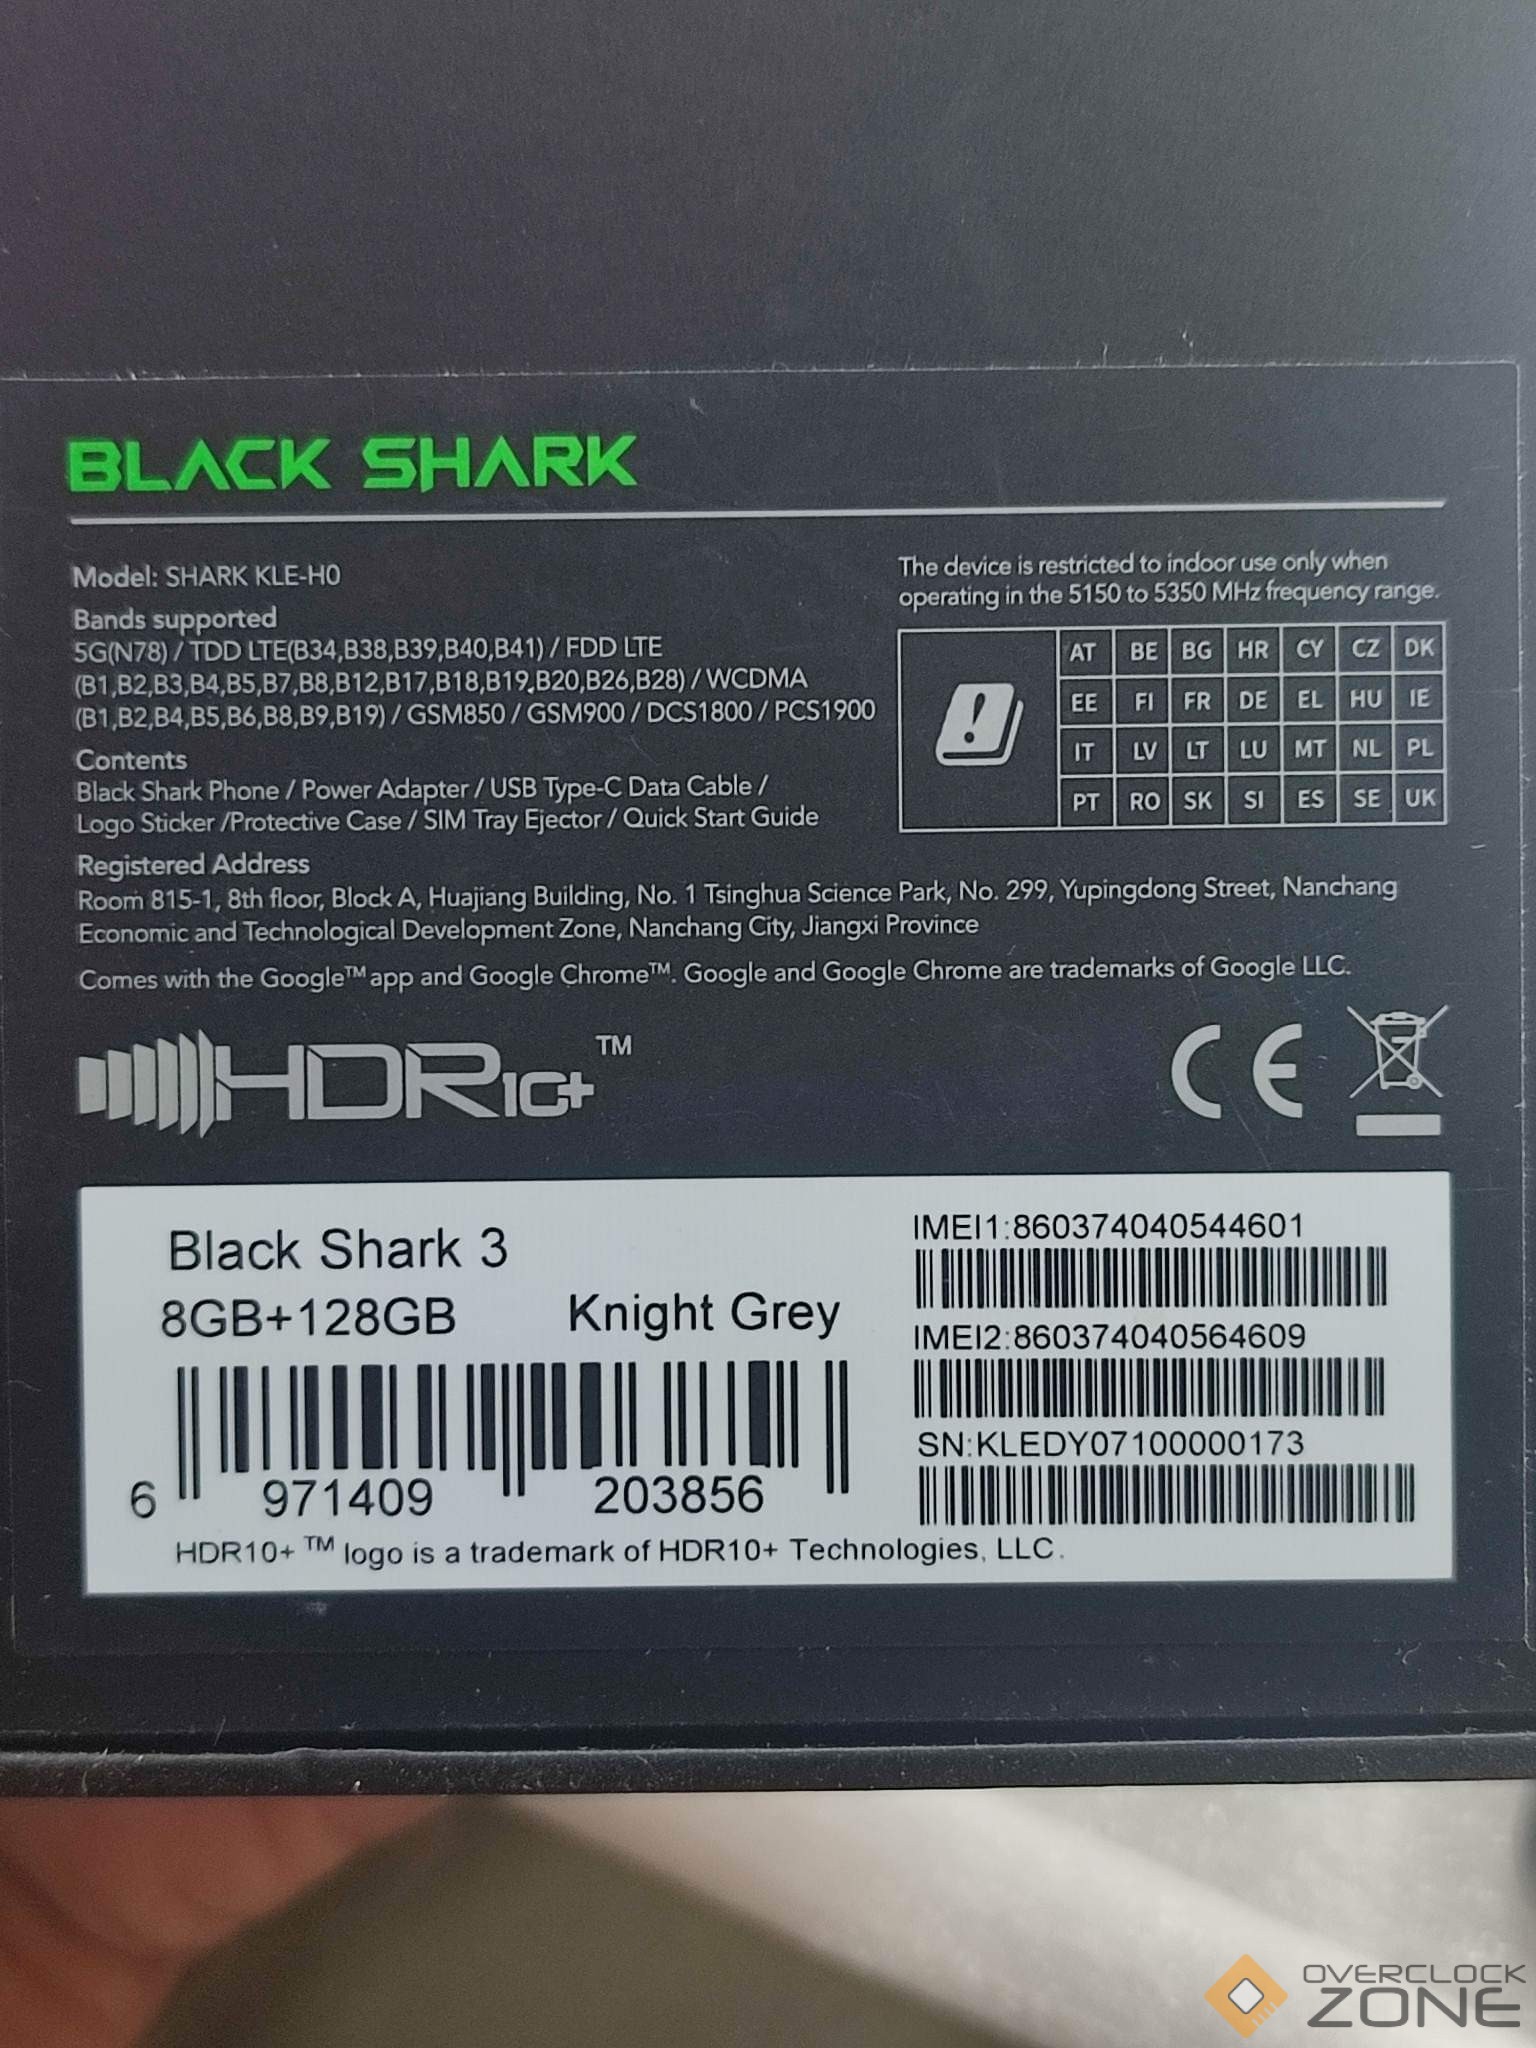 BLACK SHARK
Model: SHARK KLE-H0
Bands supported
5G(N78) / TDD LTE(B34,B38,B39,B40,B41) / FDD LTE
(B1,B2,B3,B4,B5,B7,B8,B12,B17,B18,B19,B20,B26,B28) / WCDMA
(B1,B2,B4,B5,B6,B8,B9,B19) / GSM850 / GSM900 / DCS1800 / PCS1900
Contents
Black Shark Phone / Power Adapter / USB Type-C Data Cable /
Logo Sticker /Protective Case / SIM Tray Ejector / Quick Start Guide
The device is restricted to indoor use only when
operating in the 5150 to 5350 MHz frequency range.
AT BE BG HR CY CZ DK
EE FI FR DE EL HU IE
IT LV LT LU MT NL PL
PT RO SK SI ES SE UK
Registered Address
Room 815-1, 8th floor, Block A, Huajiang Building, No. 1 Tsinghua Science Park, No. 299, Yupingdong Street, Nanchang
Economic and Technological Development Zone, Nanchang City, Jiangxi Province
Comes with the Google™ app and Google Chrome™. Google and Google Chrome are trademarks of Google LLC.
HDR10+™
CE
Black Shark 3
8GB+128GB Knight Grey
6 971409 203856
HDR10+ ™ logo is a trademark of HDR10+ Technologies, LLC.
IMEI1:860374040544601
IMEI2:860374040564609
SN:KLEDY07100000173
OVERCLOCK
ZONE